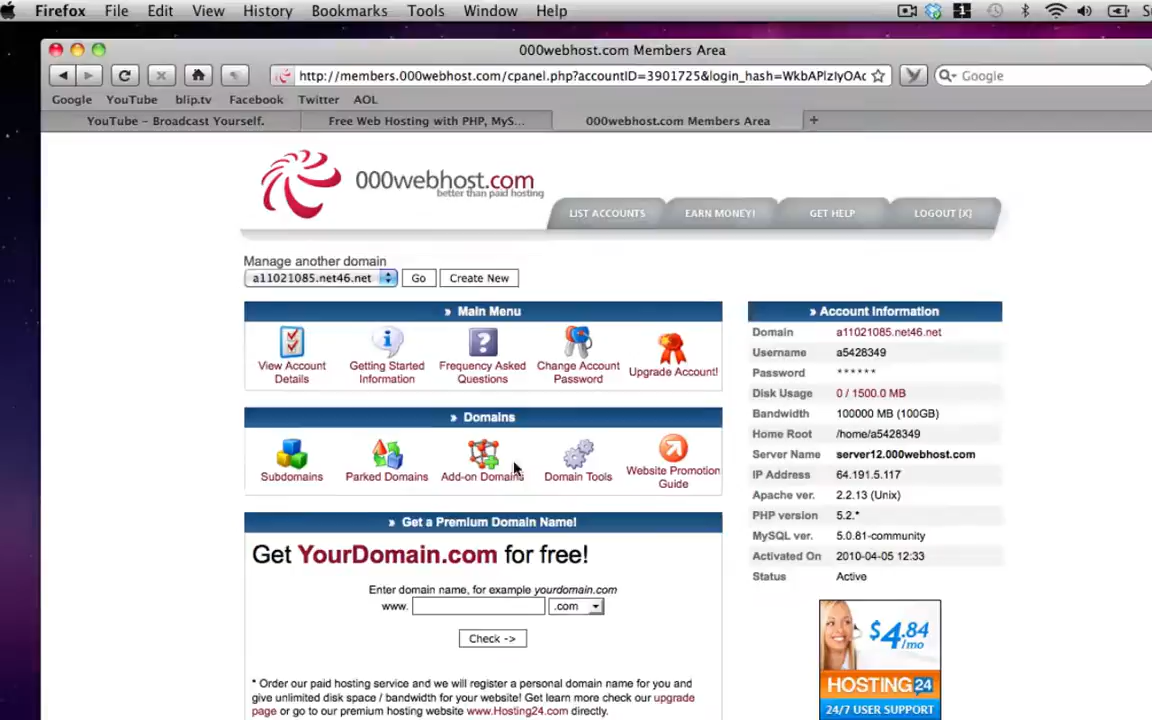 Firefox File Edit View History Bookmarks Tools Window Help
000webhost.com Members Area
http://members.000webhost.com/cpanel.php?accountID=3901725&login_hash=WkbAPlzIyOAc
Google
Google YouTube blip.tv Facebook Twitter AOL
YouTube - Broadcast Yourself. Free Web Hosting with PHP, MyS... 000webhost.com Members Area +
000webhost.com
better than paid hosting
LIST ACCOUNTS EARN MONEY! GET HELP LOGOUT [X]
Manage another domain
a11021085.net46.net Go Create New
» Main Menu
View Account Details
Getting Started Information
Frequency Asked Questions
Change Account Password
Upgrade Account!
» Domains
Subdomains
Parked Domains
Add-on Domains
Domain Tools
Website Promotion Guide
» Get a Premium Domain Name!
Get YourDomain.com for free!
Enter domain name, for example yourdomain.com
www. .com
Check ->
* Order our paid hosting service and we will register a personal domain name for you and
give unlimited disk space / bandwidth for your website! Get learn more check our upgrade
page or go to our premium hosting website www.Hosting24.com directly.
» Account Information
Domain a11021085.net46.net
Username a5428349
Password ******
Disk Usage 0 / 1500.0 MB
Bandwidth 100000 MB (100GB)
Home Root /home/a5428349
Server Name server12.000webhost.com
IP Address 64.191.5.117
Apache ver. 2.2.13 (Unix)
PHP version 5.2.*
MySQL ver. 5.0.81-community
Activated On 2010-04-05 12:33
Status Active
$4.84
/mo
HOSTING 24
24/7 USER SUPPORT